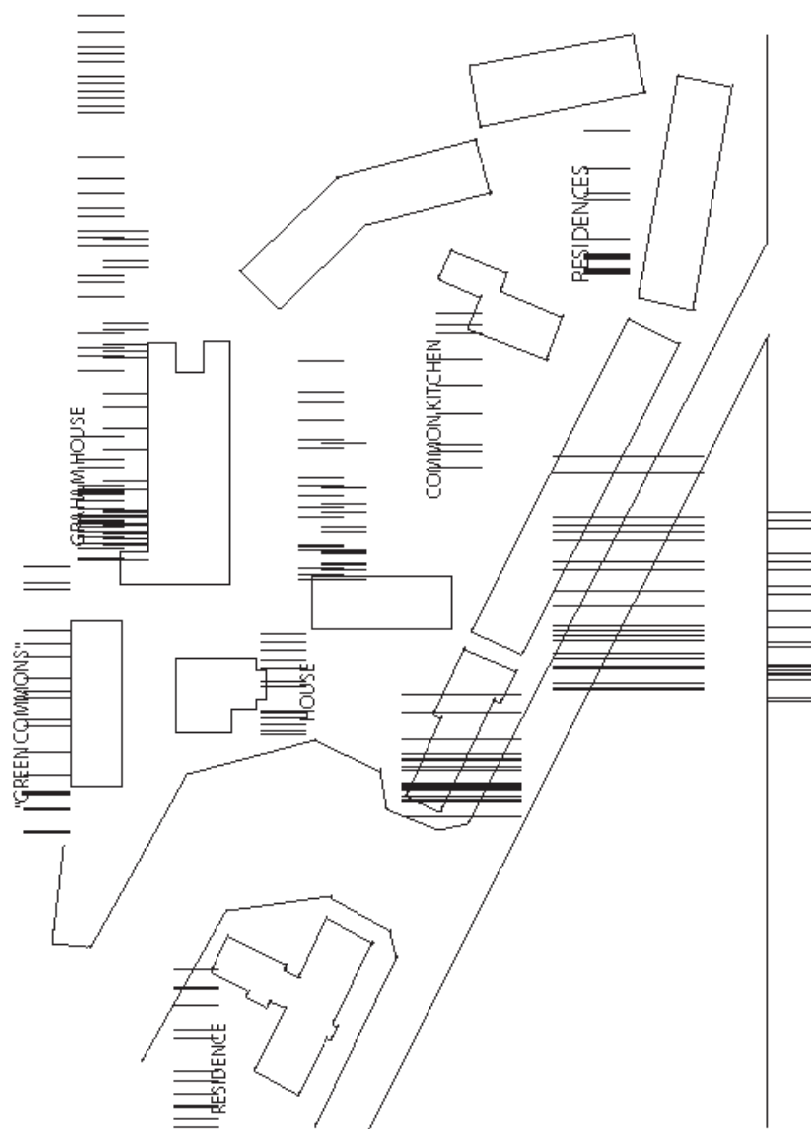 RESIDENCES
COMMON KITCHEN
GRAHAM HOUSE
"GREEN COMMONS"
HOUSE
RESIDENCE